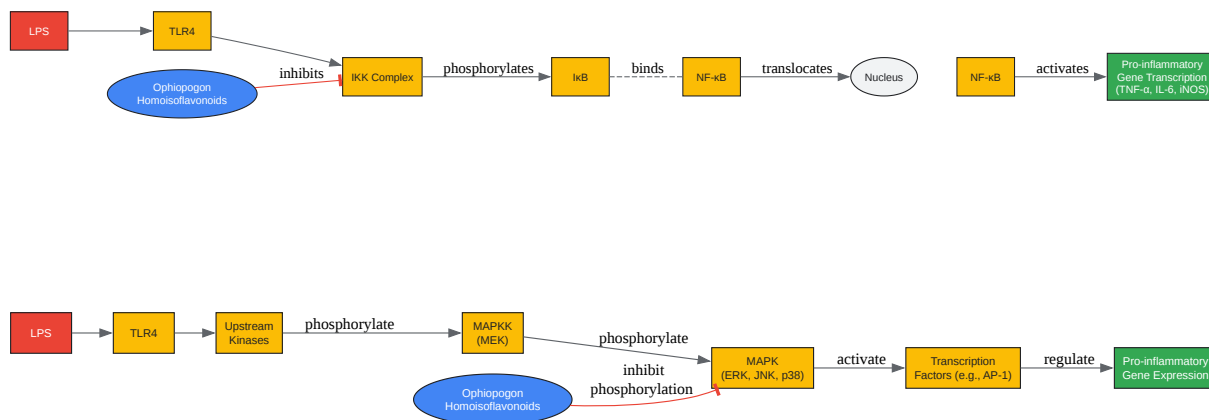 LPS
TLR4
Ophiopogon
Homoisoflavonoids
inhibits
IKK Complex
phosphorylates
IκB
binds
NF-κB
translocates
Nucleus
NF-κB
activates
Pro-inflammatory
Gene Transcription
(TNF-α, IL-6, iNOS)
LPS
TLR4
Upstream
Kinases
phosphorylate
MAPKK
(MEK)
phosphorylate
Ophiopogon
Homoisoflavonoids
inhibit
phosphorylation
MAPK
(ERK, JNK, p38)
activate
Transcription
Factors (e.g., AP-1)
regulate
Pro-inflammatory
Gene Expression